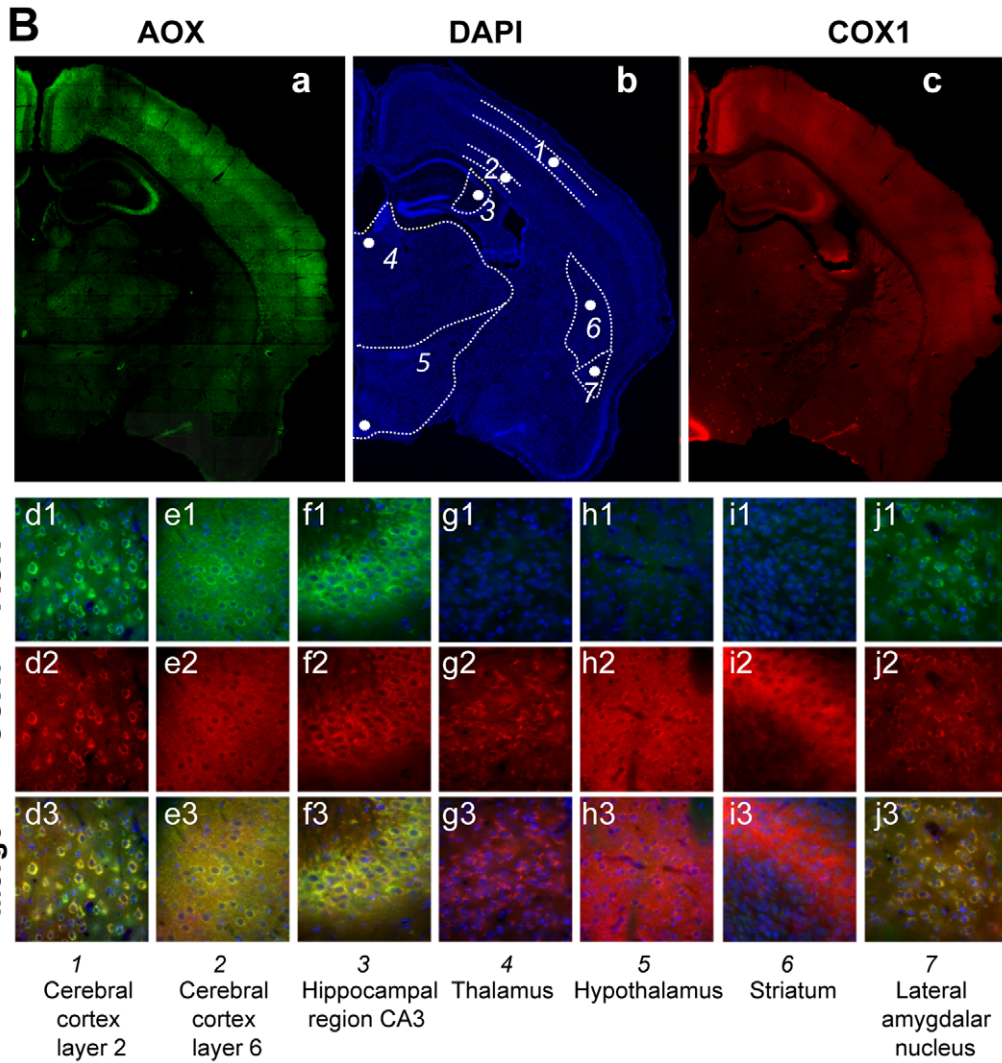 B
AOX DAPI COX1
a b c
1
2
3
4
5
6
7
d1 e1 f1 g1 h1 i1 j1
d2 e2 f2 g2 h2 i2 j2
d3 e3 f3 g3 h3 i3 j3
1 2 3 4 5 6 7
Cerebral Cerebral Hippocampal Thalamus Hypothalamus Striatum Lateral
cortex cortex region CA3 amygdalar
layer 2 layer 6 nucleus